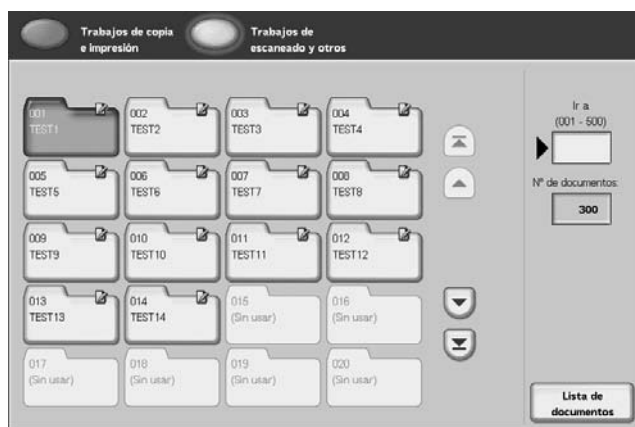 Trabajos de copia
e impresión
Trabajos de
escaneado y otros
001
TEST1
002
TEST2
003
TEST3
004
TEST4
005
TEST5
006
TEST6
007
TEST7
008
TEST8
009
TEST9
010
TEST10
011
TEST11
012
TEST12
013
TEST13
014
TEST14
015
(Sin usar)
016
(Sin usar)
017
(Sin usar)
018
(Sin usar)
019
(Sin usar)
020
(Sin usar)
Ir a
(001 - 500)
Nº de documentos:
300
Lista de
documentos